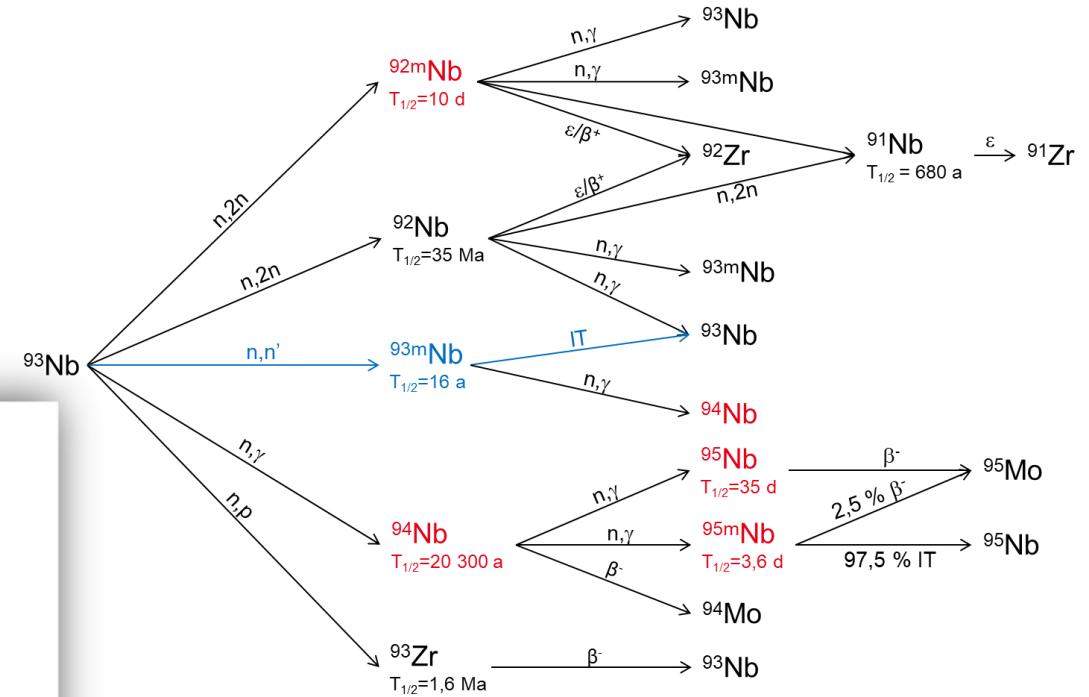 ⁹³Nb
n,γ
⁹²ᵐNb
T₁/₂=10 d
n,γ
⁹³ᵐNb
ε/β⁺
⁹²Zr
⁹¹Nb
T₁/₂ = 680 a
ε
⁹¹Zr
n,2n
ε/β⁺
n,2n
⁹²Nb
T₁/₂=35 Ma
n,γ
⁹³ᵐNb
n,2n
n,γ
⁹³Nb
⁹³Nb
n,n’
⁹³ᵐNb
T₁/₂=16 a
IT
n,γ
⁹⁴Nb
n,γ
⁹⁵Nb
T₁/₂=35 d
β⁻
⁹⁵Mo
n,p
n,γ
2,5 % β⁻
⁹⁴Nb
T₁/₂=20 300 a
n,γ
⁹⁵ᵐNb
T₁/₂=3,6 d
97,5 % IT
⁹⁵Nb
β⁻
⁹⁴Mo
⁹³Zr
T₁/₂=1,6 Ma
β⁻
⁹³Nb